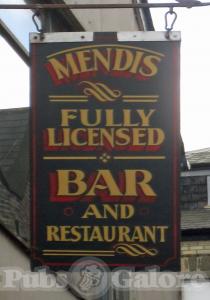 MENDIS
FULLY
LICENSED
BAR
AND
RESTAURANT
Pubs Galore